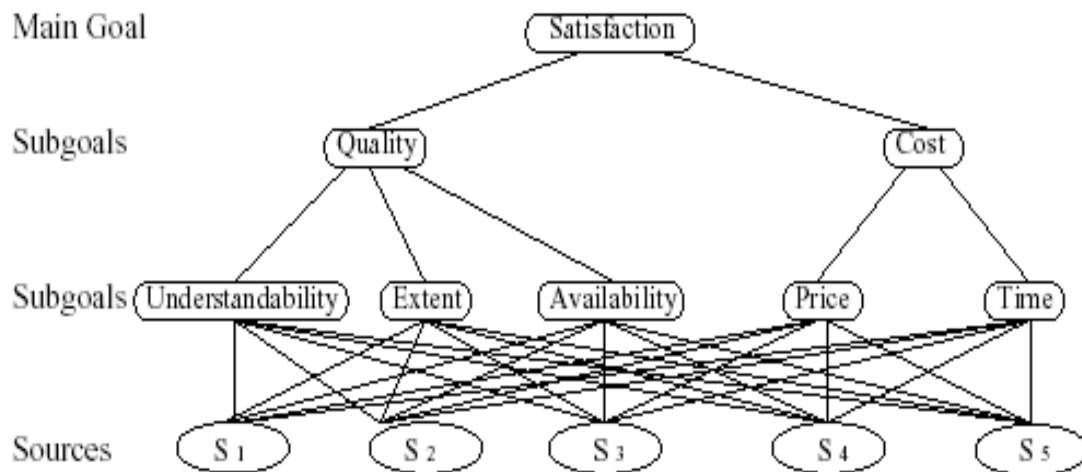 Main Goal Satisfaction
Subgoals Quality Cost
Subgoals Understandability Extent Availability Price Time
Sources S 1 S 2 S 3 S 4 S 5